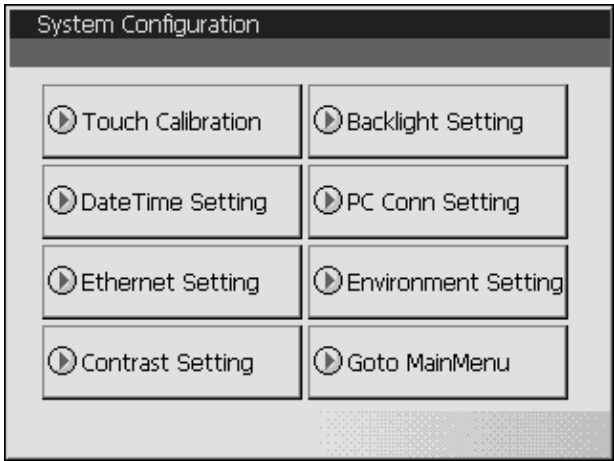 System Configuration
Touch Calibration
Backlight Setting
DateTime Setting
PC Conn Setting
Ethernet Setting
Environment Setting
Contrast Setting
Goto MainMenu